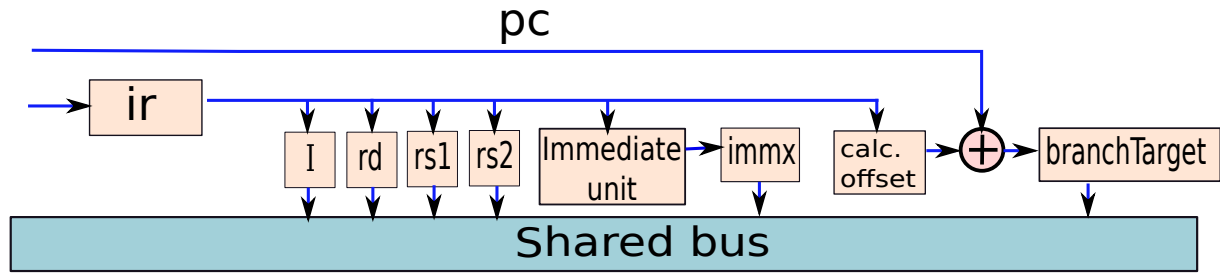 pc
ir
I
rd
rs1
rs2
Immediate
unit
immx
calc.
offset
+
branchTarget
Shared bus